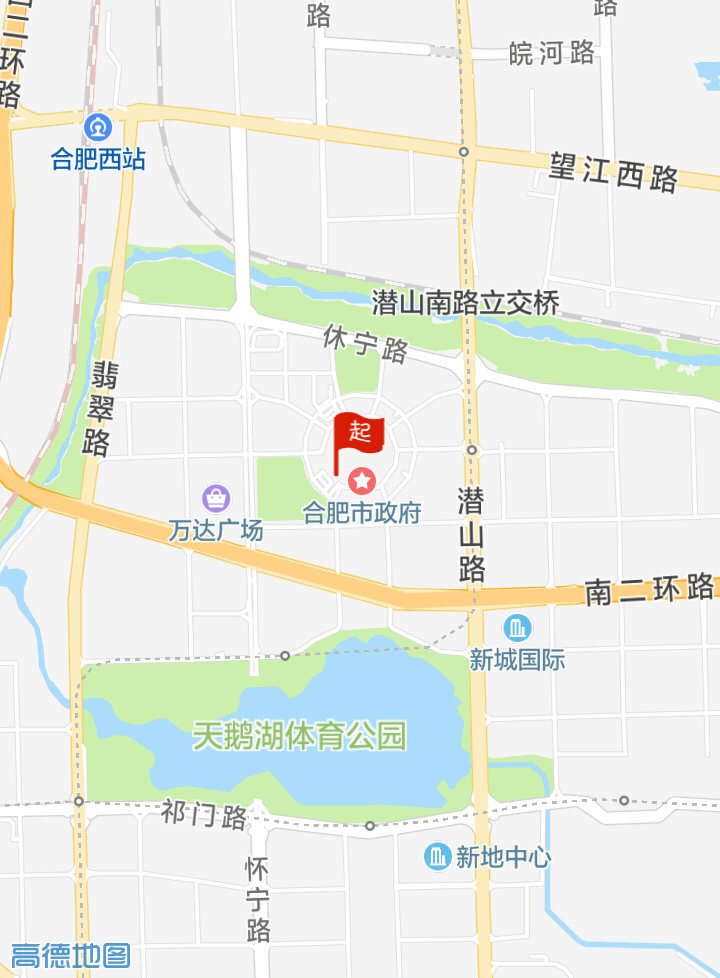 路
路
皖河路
西二环路
合肥西站
望江西路
潜山南路立交桥
休宁路
翡翠路
起
合肥市政府
万达广场
潜山路
南二环路
新城国际
天鹅湖体育公园
祁门路
新地中心
怀宁路
高德地图